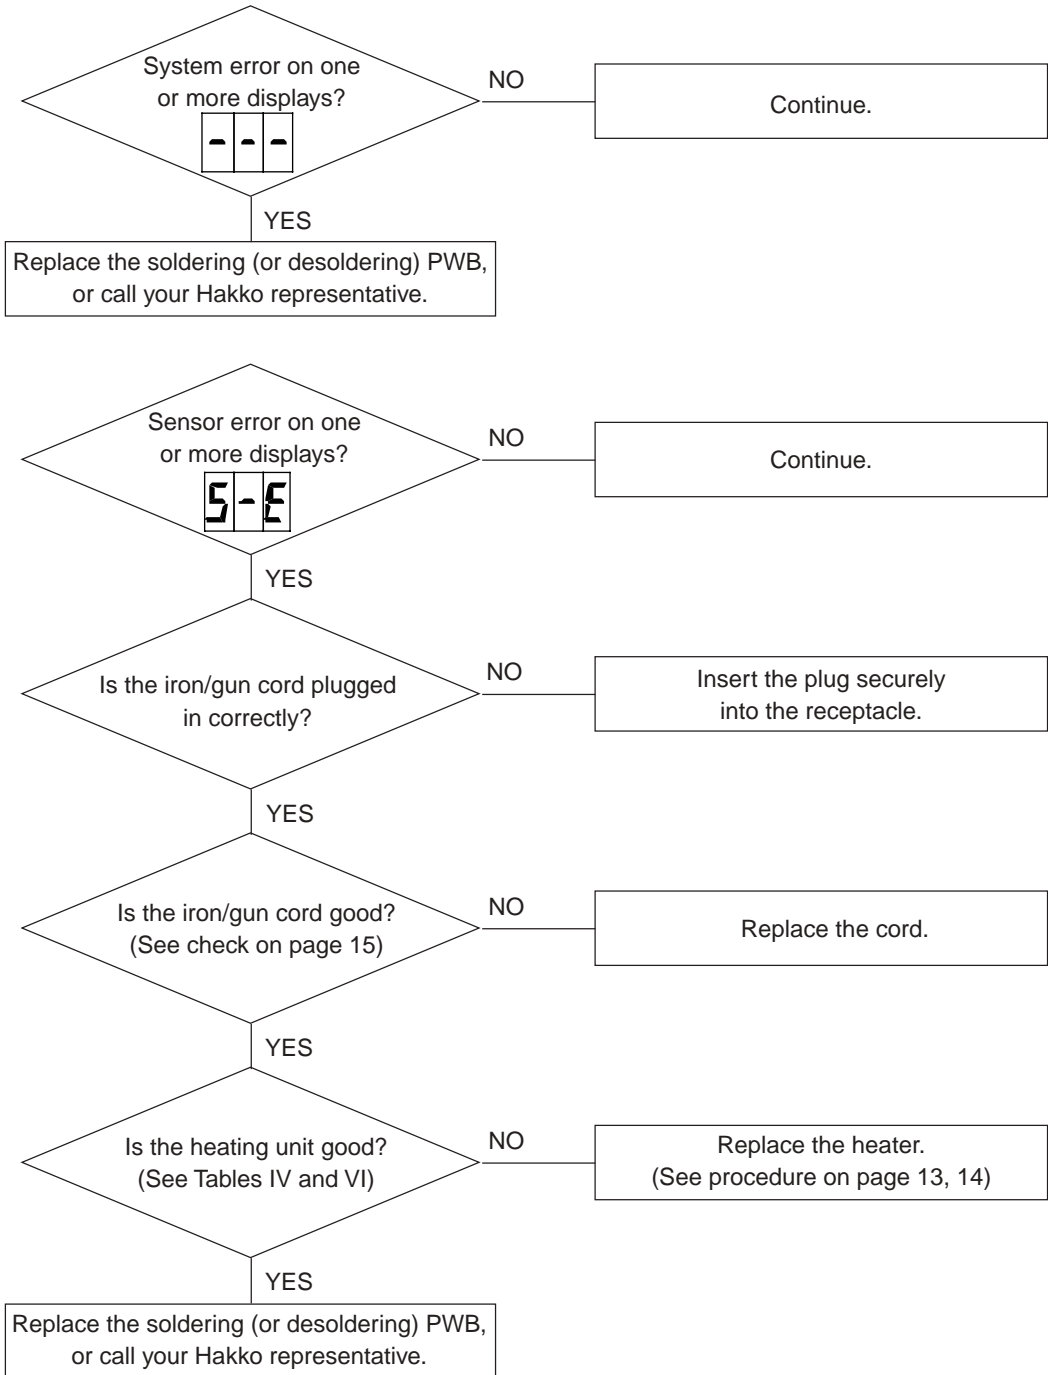 System error on one
or more displays?
- - -
NO
Continue.
YES
Replace the soldering (or desoldering) PWB,
or call your Hakko representative.
Sensor error on one
or more displays?
S-E
NO
Continue.
YES
Is the iron/gun cord plugged
in correctly?
NO
Insert the plug securely
into the receptacle.
YES
Is the iron/gun cord good?
(See check on page 15)
NO
Replace the cord.
YES
Is the heating unit good?
(See Tables IV and VI)
NO
Replace the heater.
(See procedure on page 13, 14)
YES
Replace the soldering (or desoldering) PWB,
or call your Hakko representative.